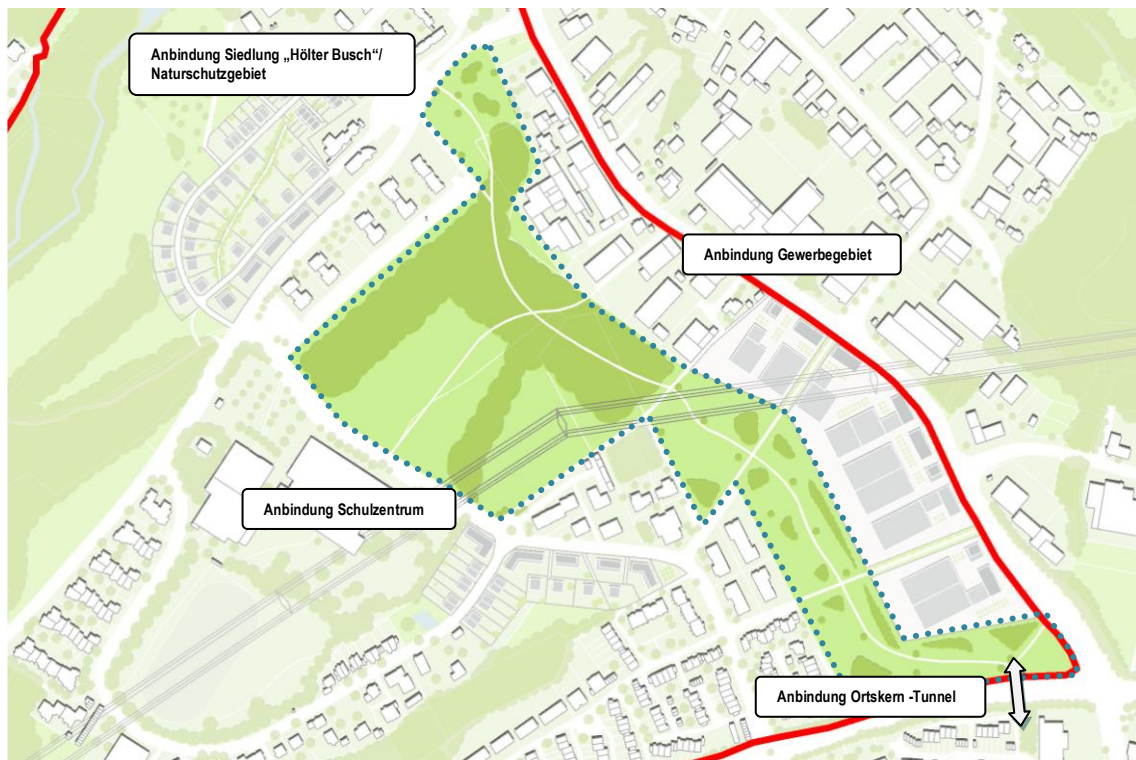 Anbindung Siedlung „Hölter Busch“/
Naturschutzgebiet
Anbindung Gewerbegebiet
Anbindung Schulzentrum
Anbindung Ortskern -Tunnel